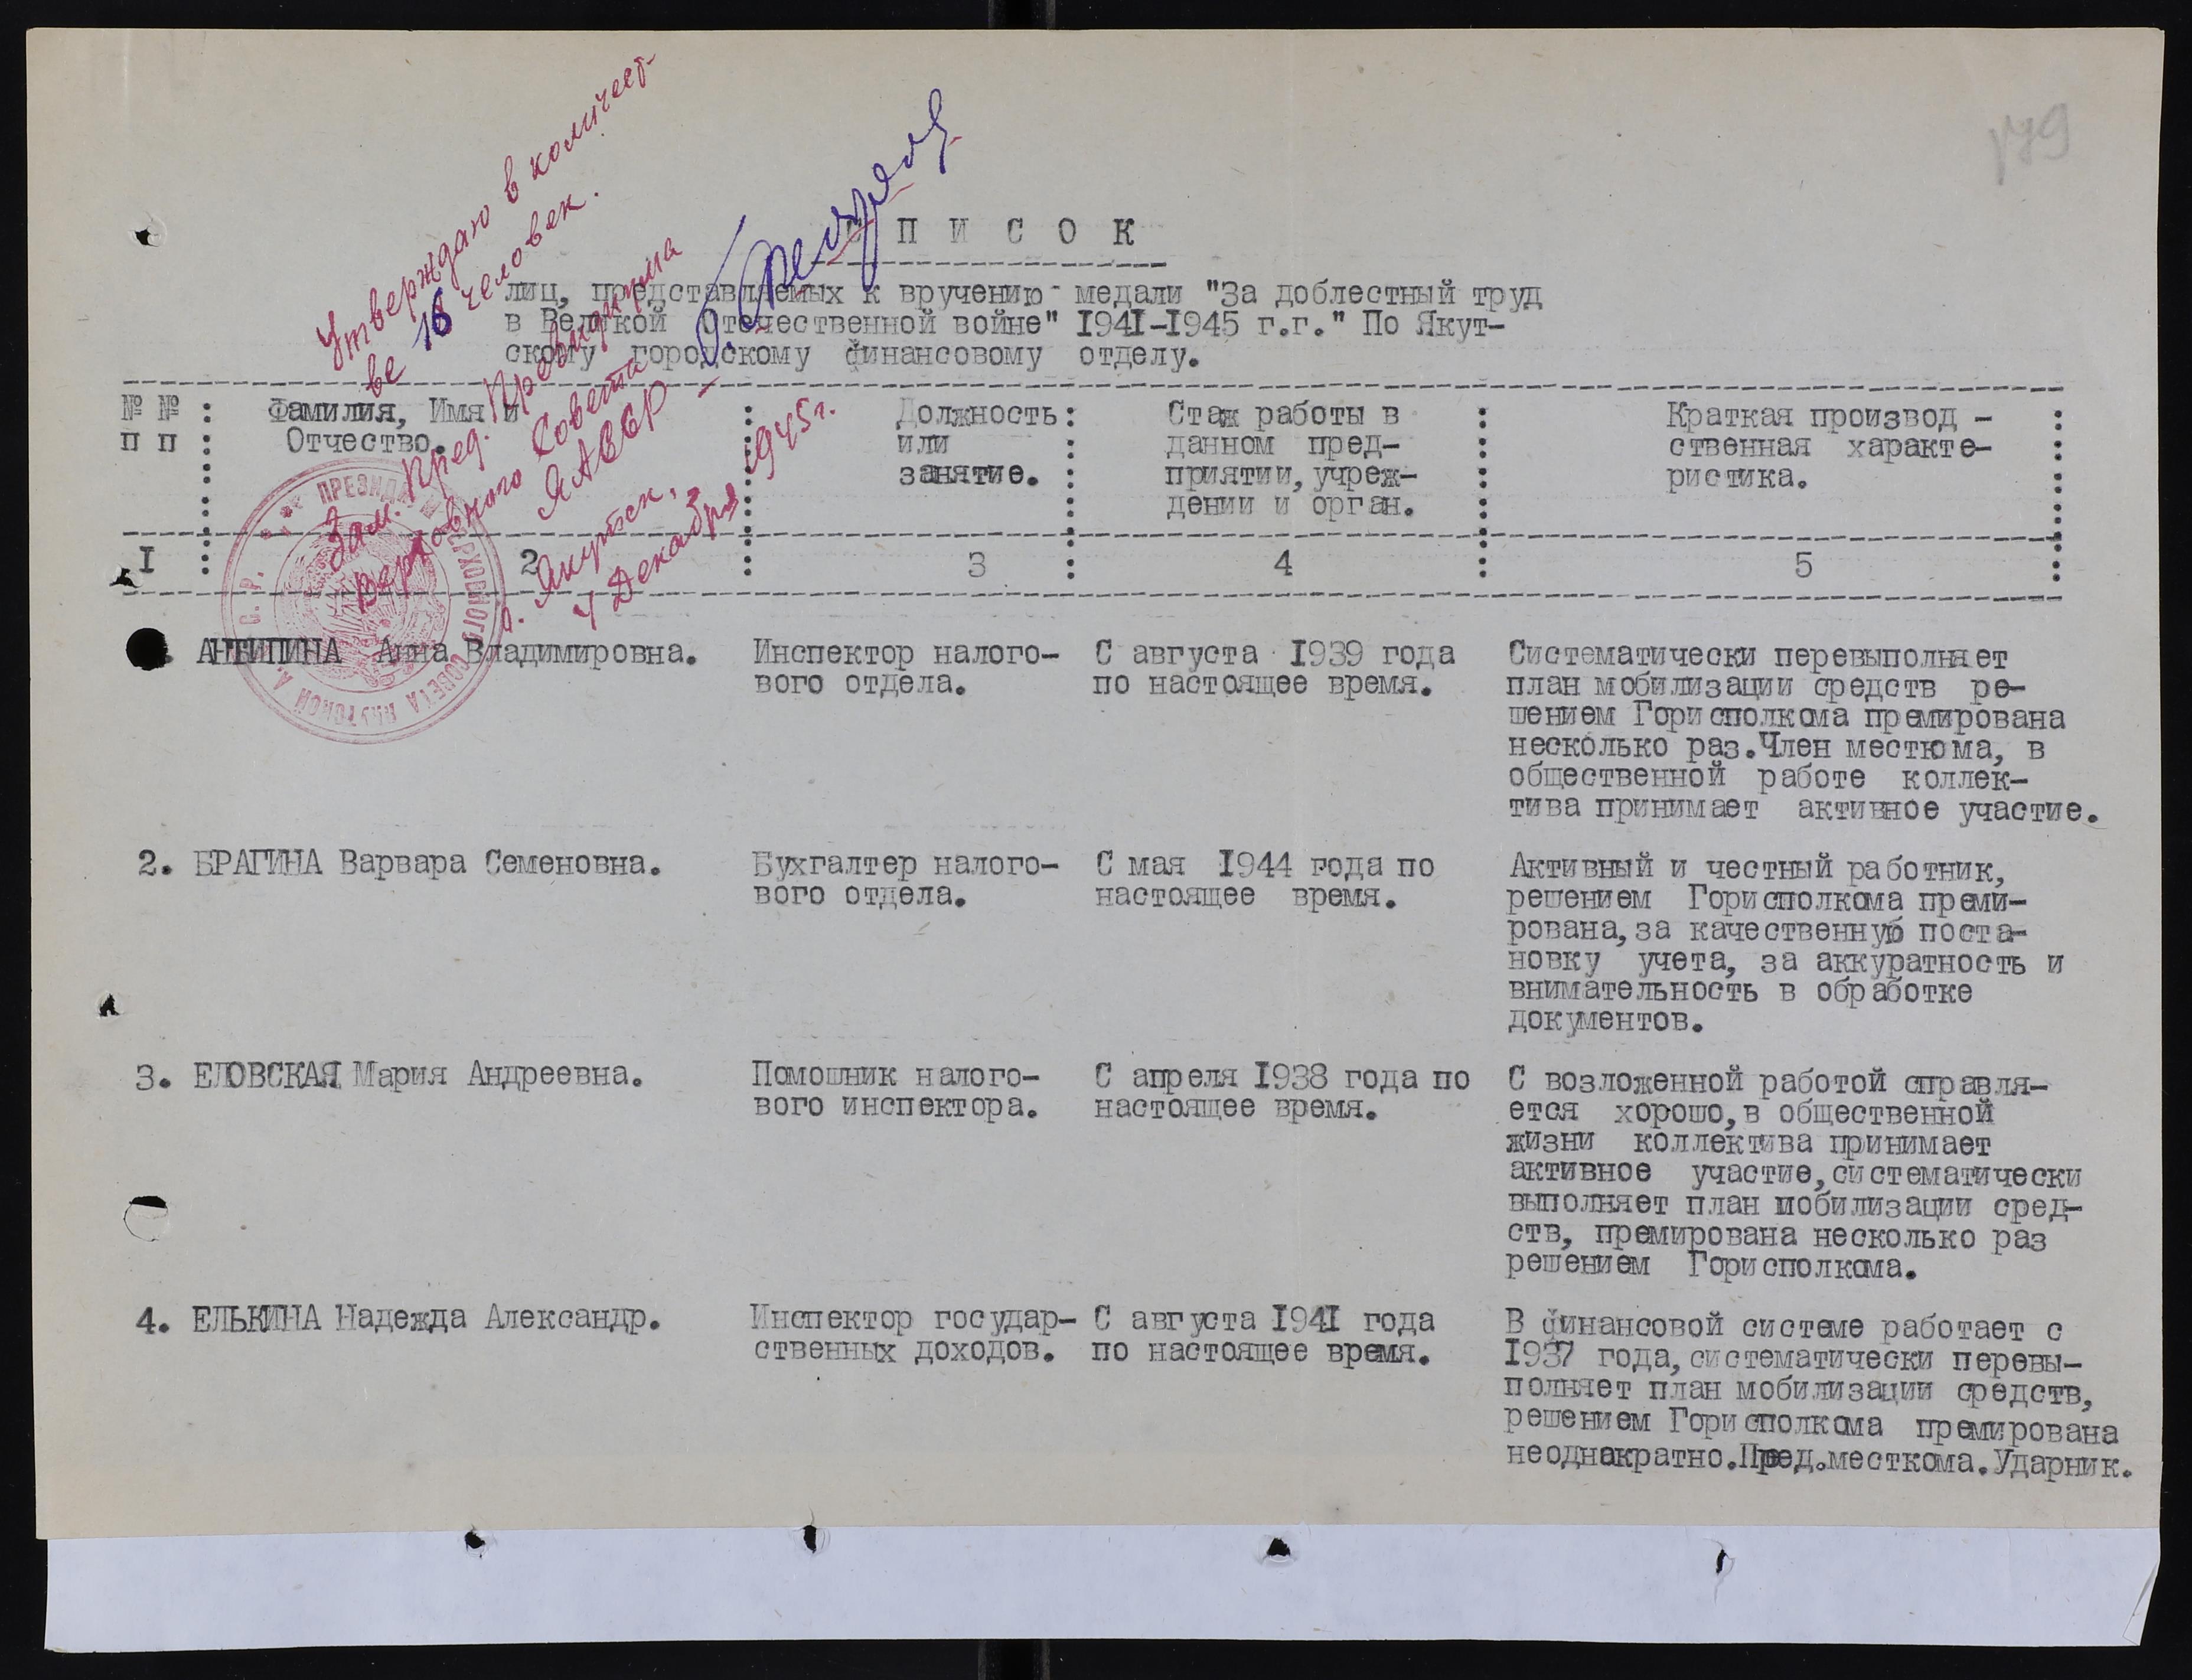 179
Утверждаю в количест-
ве 16 человек.
Зам. Пред. Президиума
Верховного Совета
ЯАССР —
г. Якутск,
4 Декабря 1945г.
ПРЕЗИДИУМ ВЕРХОВНОГО СОВЕТА ЯКУТСКОЙ А.С.С.Р.
С П И С О К
лиц, представляемых к вручению медали "За доблестный труд
в Великой Отечественной войне" 1941-1945 г.г." По Якут-
скому городскому финансовому отделу.
№ № п п : Фамилия, Имя и Отчество. : Должность или занятие. : Стаж работы в данном пред- приятии, учреж- дении и орган. : Краткая производ - ственная характе- ристика.
I : 2 : 3 : 4 : 5
АНТИПИНА Анна Владимировна.
Инспектор налого-
вого отдела.
С августа 1939 года
по настоящее время.
Систематически перевыполняет
план мобилизации средств ре-
шением Горисполкома премирована
несколько раз. Член месткома, в
общественной работе коллек-
тива принимает активное участие.
2. БРАГИНА Варвара Семеновна.
Бухгалтер налого-
вого отдела.
С мая 1944 года по
настоящее время.
Активный и честный работник,
решением Горисполкома преми-
рована, за качественную поста-
новку учета, за аккуратность и
внимательность в обработке
документов.
3. ЕЛОВСКАЯ Мария Андреевна.
Помошник налого-
вого инспектора.
С апреля 1938 года по
настоящее время.
С возложенной работой справля-
ется хорошо, в общественной
жизни коллектива принимает
активное участие, систематически
выполняет план мобилизации сред-
ств, премирована несколько раз
решением Горисполкома.
4. ЕЛЬКИНА Надежда Александр.
Инспектор государ-
ственных доходов.
С августа 1941 года
по настоящее время.
В финансовой системе работает с
1937 года, систематически перевы-
полняет план мобилизации средств,
решением Горисполкома премирована
неоднократно. Пред. месткома. Ударник.